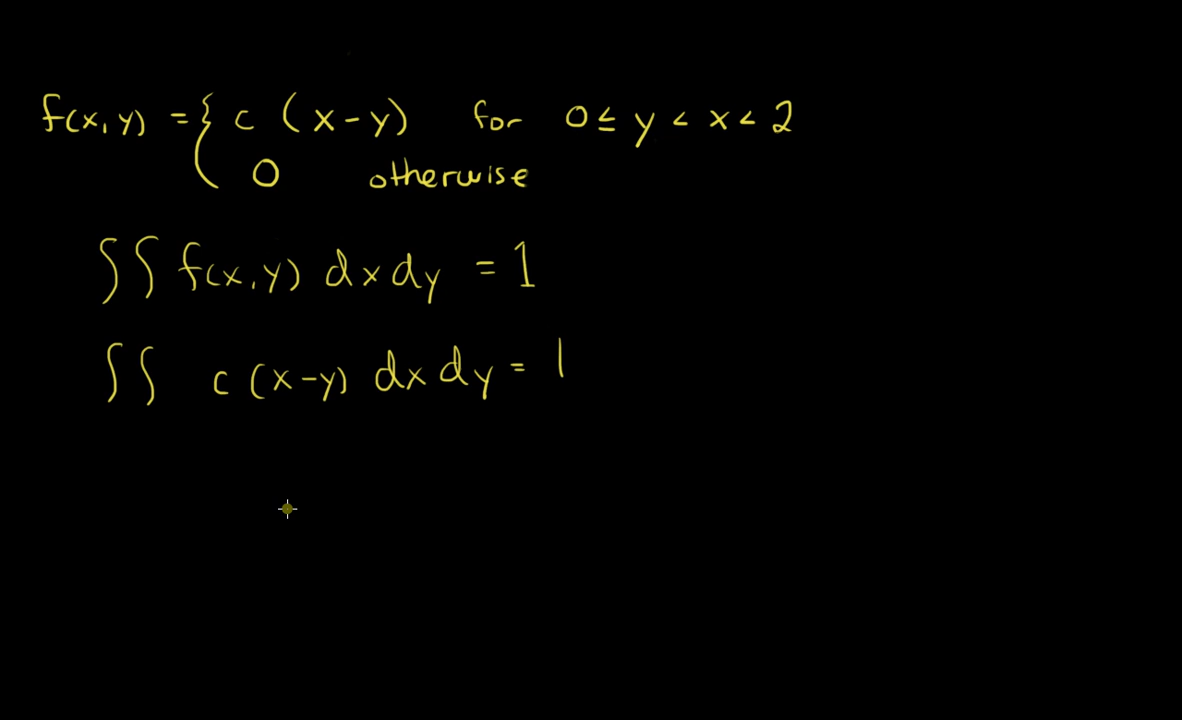 f(x,y) = { c (x-y) for 0 ≤ y < x < 2
0 otherwise
∫∫ f(x,y) dx dy = 1
∫∫ c (x-y) dx dy = 1